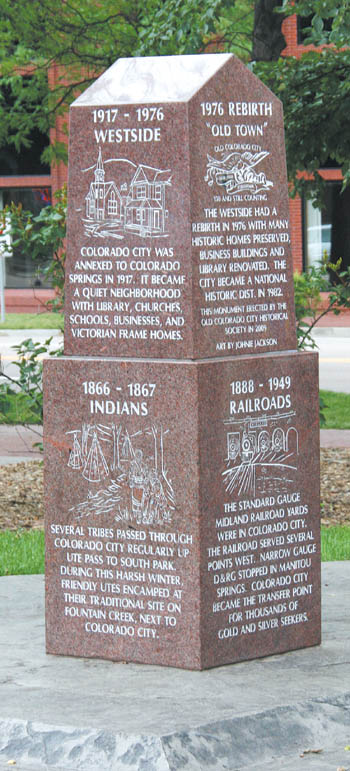 1917 - 1976
WESTSIDE
COLORADO CITY WAS
ANNEXED TO COLORADO
SPRINGS IN 1917. IT BECAME
A QUIET NEIGHBORHOOD
WITH LIBRARY, CHURCHES,
SCHOOLS, BUSINESSES, AND
VICTORIAN FRAME HOMES.
1976 REBIRTH
"OLD TOWN"
OLD COLORADO CITY
150 AND STILL COUNTING
THE WESTSIDE HAD A
REBIRTH IN 1976 WITH MANY
HISTORIC HOMES PRESERVED,
BUSINESS BUILDINGS AND
LIBRARY RENOVATED. THE
CITY BECAME A NATIONAL
HISTORIC DIST. IN 1982.
THIS MONUMENT ERECTED BY THE
OLD COLORADO CITY HISTORICAL
SOCIETY IN 2009
ART BY JOHNE JACKSON
1866 - 1867
INDIANS
SEVERAL TRIBES PASSED THROUGH
COLORADO CITY REGULARLY UP
UTE PASS TO SOUTH PARK.
DURING THIS HARSH WINTER,
FRIENDLY UTES ENCAMPED AT
THEIR TRADITIONAL SITE ON
FOUNTAIN CREEK, NEXT TO
COLORADO CITY.
1888 - 1949
RAILROADS
THE STANDARD GAUGE
MIDLAND RAILROAD YARDS
WERE IN COLORADO CITY.
THE RAILROAD SERVED SEVERAL
POINTS WEST. NARROW GAUGE
D&RG STOPPED IN MANITOU
SPRINGS. COLORADO CITY
BECAME THE TRANSFER POINT
FOR THOUSANDS OF
GOLD AND SILVER SEEKERS.